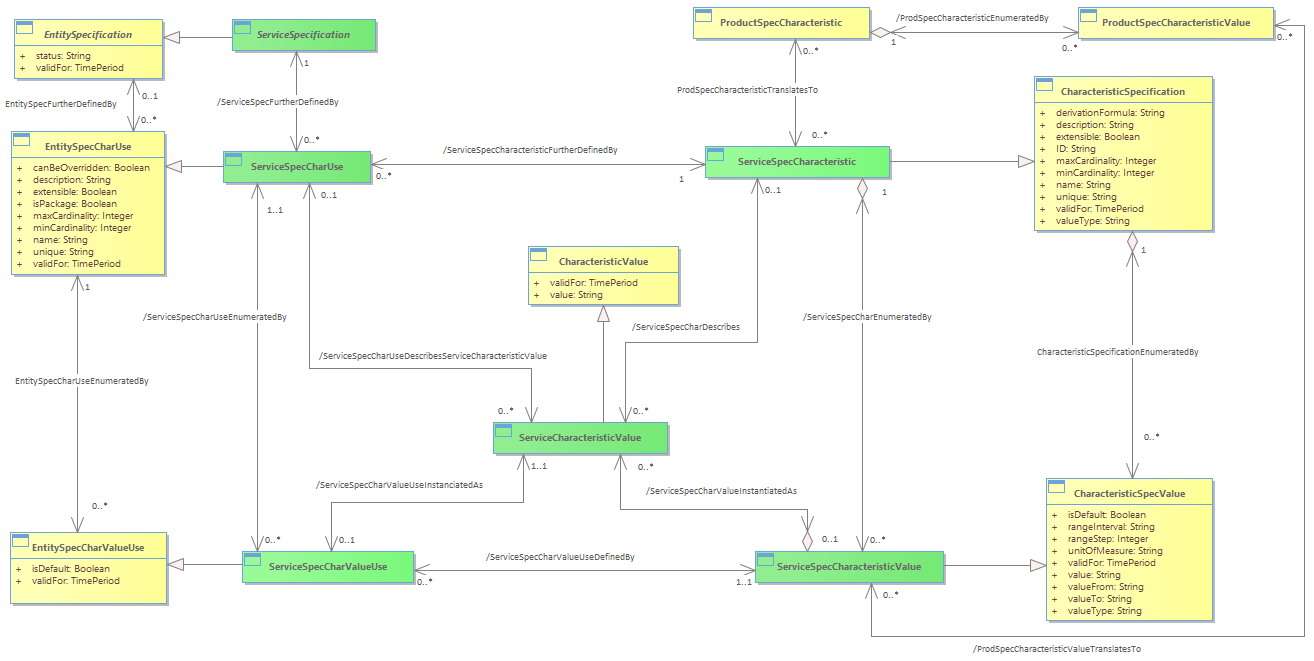 EntitySpecification
+ status: String
+ validFor: TimePeriod
ServiceSpecification
ProductSpecCharacteristic
/ProdSpecCharacteristicEnumeratedBy
1
0..*
ProductSpecCharacteristicValue
0..*
0..1
EntitySpecFurtherDefinedBy
0..*
1
/ServiceSpecFurtherDefinedBy
0..*
0..*
ProdSpecCharacteristicTranslatesTo
0..*
CharacteristicSpecification
+ derivationFormula: String
+ description: String
+ extensible: Boolean
+ ID: String
+ maxCardinality: Integer
+ minCardinality: Integer
+ name: String
+ unique: String
+ validFor: TimePeriod
+ valueType: String
EntitySpecCharUse
+ canBeOverridden: Boolean
+ description: String
+ extensible: Boolean
+ isPackage: Boolean
+ maxCardinality: Integer
+ minCardinality: Integer
+ name: String
+ unique: String
+ validFor: TimePeriod
ServiceSpecCharUse
/ServiceSpecCharacteristicFurtherDefinedBy
0..*
1
ServiceSpecCharacteristic
1..1
0..1
0..1
1
1
CharacteristicValue
+ validFor: TimePeriod
+ value: String
1
/ServiceSpecCharUseEnumeratedBy
/ServiceSpecCharDescribes
/ServiceSpecCharEnumeratedBy
/ServiceSpecCharUseDescribesServiceCharacteristicValue
CharacteristicSpecificationEnumeratedBy
EntitySpecCharUseEnumeratedBy
0..*
0..*
ServiceCharacteristicValue
0..*
1..1
0..*
/ServiceSpecCharValueUseInstanciatedAs
/ServiceSpecCharValueInstantiatedAs
0..*
0..*
0..1
0..1
0..*
EntitySpecCharValueUse
+ isDefault: Boolean
+ validFor: TimePeriod
ServiceSpecCharValueUse
/ServiceSpecCharValueUseDefinedBy
0..*
1..1
ServiceSpecCharacteristicValue
0..*
CharacteristicSpecValue
+ isDefault: Boolean
+ rangeInterval: String
+ rangeStep: Integer
+ unitOfMeasure: String
+ validFor: TimePeriod
+ value: String
+ valueFrom: String
+ valueTo: String
+ valueType: String
/ProdSpecCharacteristicValueTranslatesTo